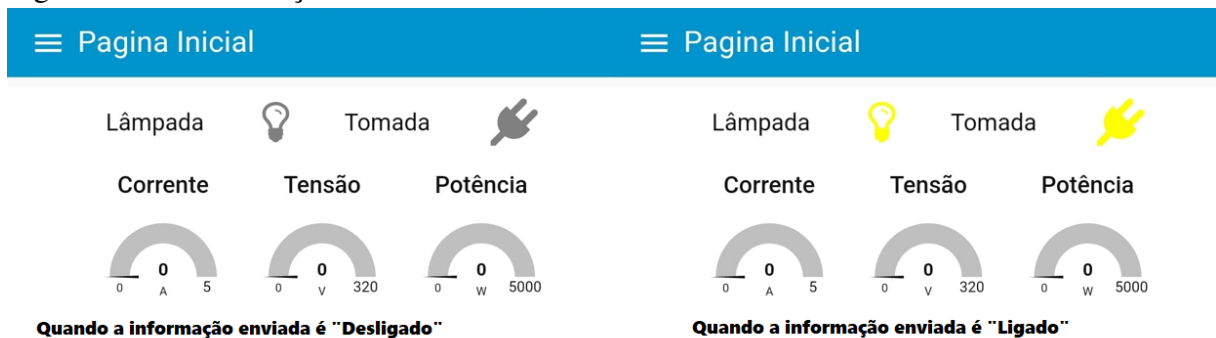 Pagina Inicial
Lâmpada Tomada
Corrente Tensão Potência
0 0 0
0 A 5 0 V 320 0 W 5000
Quando a informação enviada é ¨Desligado¨
Pagina Inicial
Lâmpada Tomada
Corrente Tensão Potência
0 0 0
0 A 5 0 V 320 0 W 5000
Quando a informação enviada é ¨Ligado¨